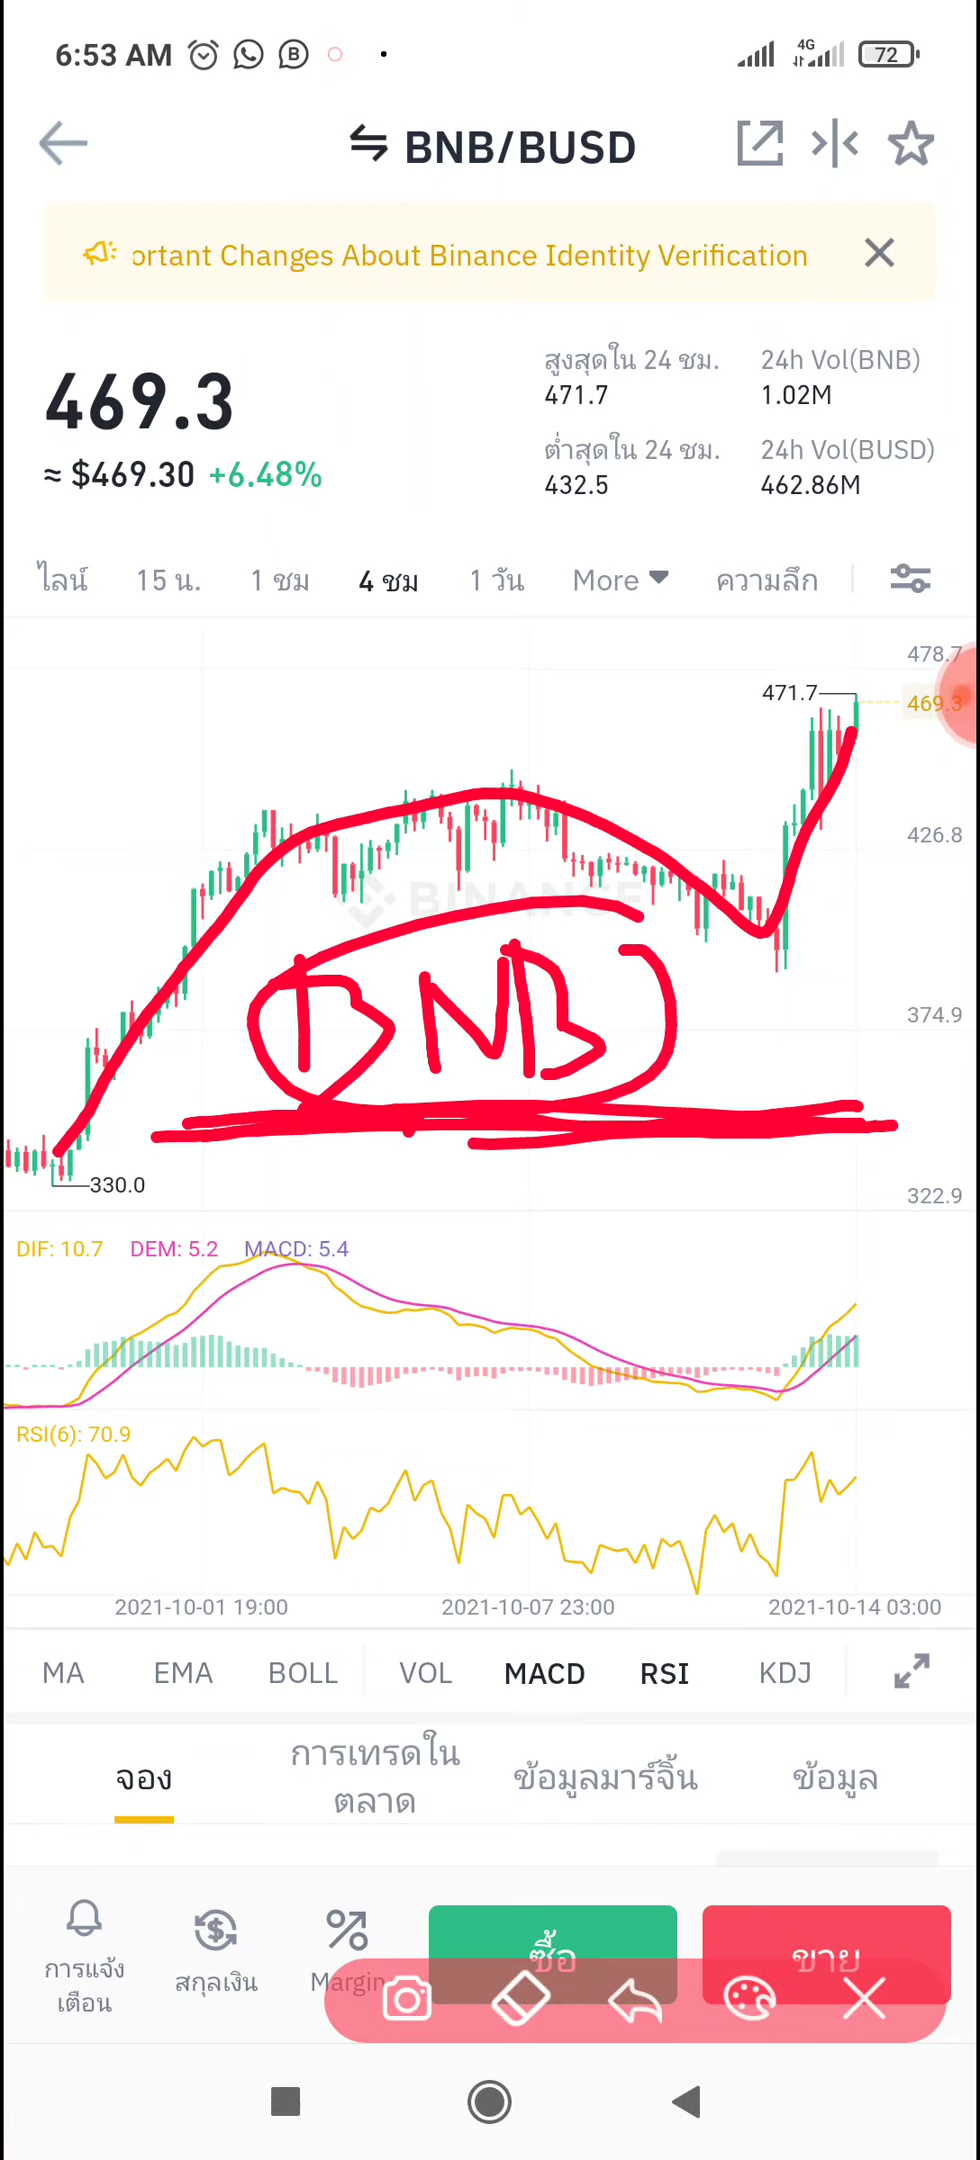 6:53 AM 4G 72
BNB/BUSD
ortant Changes About Binance Identity Verification
469.3
≈ $469.30 +6.48%
สูงสุดใน 24 ชม. 24h Vol(BNB)
471.7 1.02M
ต่ำสุดใน 24 ชม. 24h Vol(BUSD)
432.5 462.86M
ไลน์ 15 น. 1 ชม 4 ชม 1 วัน More ความลึก
478.7
471.7
469.3
426.8
BINANCE
BNB
374.9
330.0
322.9
DIF: 10.7 DEM: 5.2 MACD: 5.4
RSI(6): 70.9
2021-10-01 19:00 2021-10-07 23:00 2021-10-14 03:00
MA EMA BOLL VOL MACD RSI KDJ
จอง การเทรดในตลาด ข้อมูลมาร์จิ้น ข้อมูล
การแจ้งเตือน สกุลเงิน Margin ซื้อ ขาย